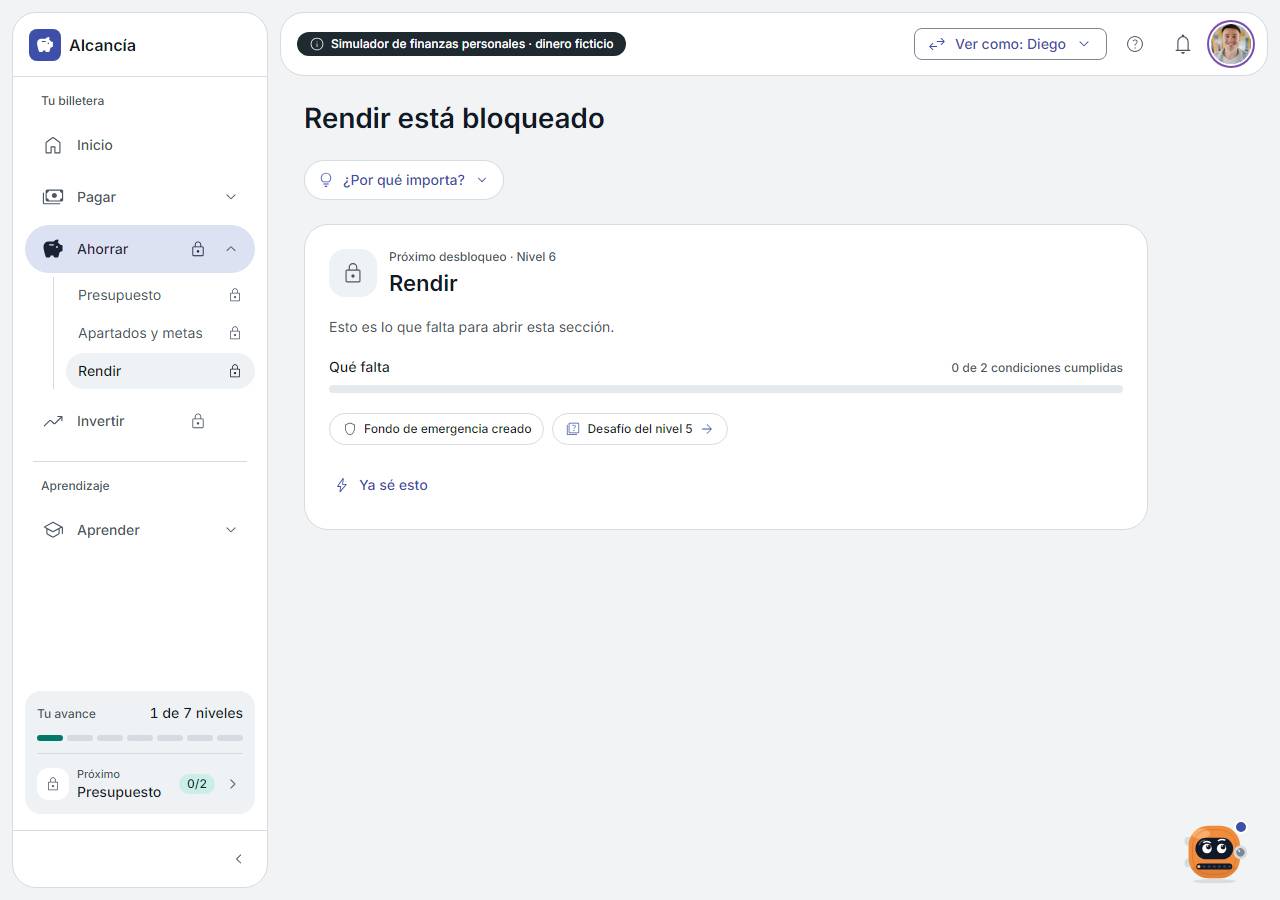 Alcancía
Simulador de finanzas personales · dinero ficticio
Ver como: Diego
Tu billetera
Inicio
Pagar
Ahorrar
Presupuesto
Apartados y metas
Rendir
Invertir
Aprendizaje
Aprender
Tu avance
1 de 7 niveles
Próximo
Presupuesto
0/2
Rendir está bloqueado
¿Por qué importa?
Próximo desbloqueo · Nivel 6
Rendir
Esto es lo que falta para abrir esta sección.
Qué falta
0 de 2 condiciones cumplidas
Fondo de emergencia creado
Desafío del nivel 5
Ya sé esto